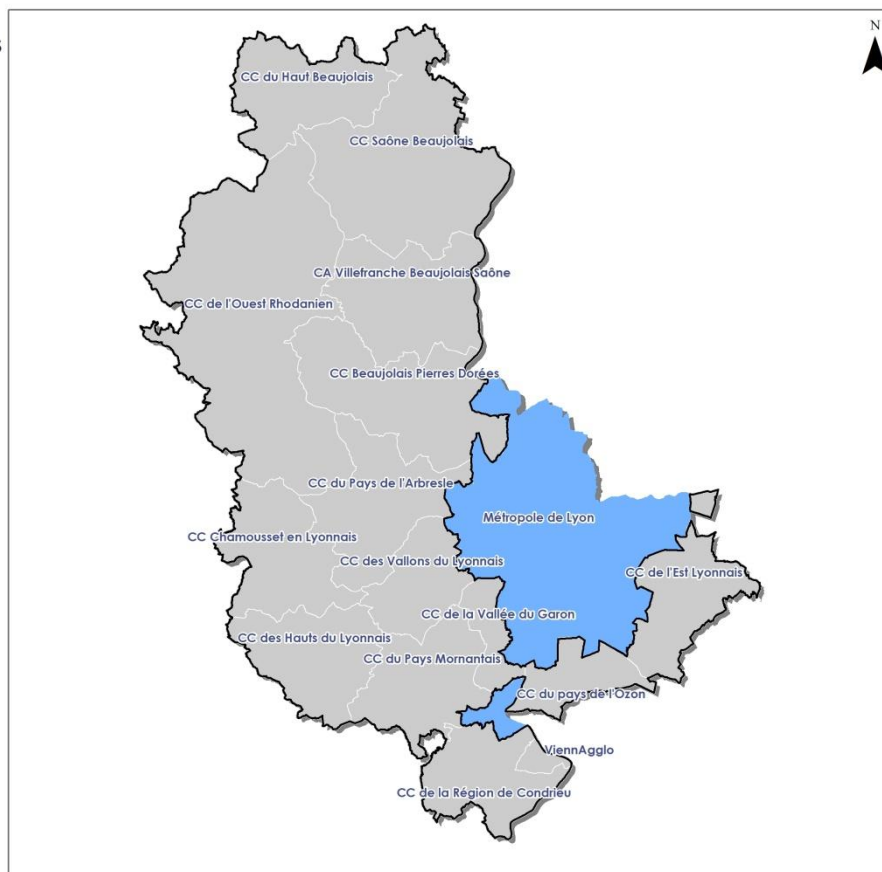 N
CC du Haut Beaujolais
CC Saône Beaujolais
CA Villefranche Beaujolais Saône
CC de l'Ouest Rhodanien
CC Beaujolais Pierres Dorées
CC du Pays de l'Arbresle
Métropole de Lyon
CC Chamousset en Lyonnais
CC des Vallons du Lyonnais
CC de l'Est Lyonnais
CC de la Vallée du Garon
CC des Hauts du Lyonnais
CC du Pays Mornantais
CC du pays de l'Ozon
ViennAgglo
CC de la Région de Condrieu